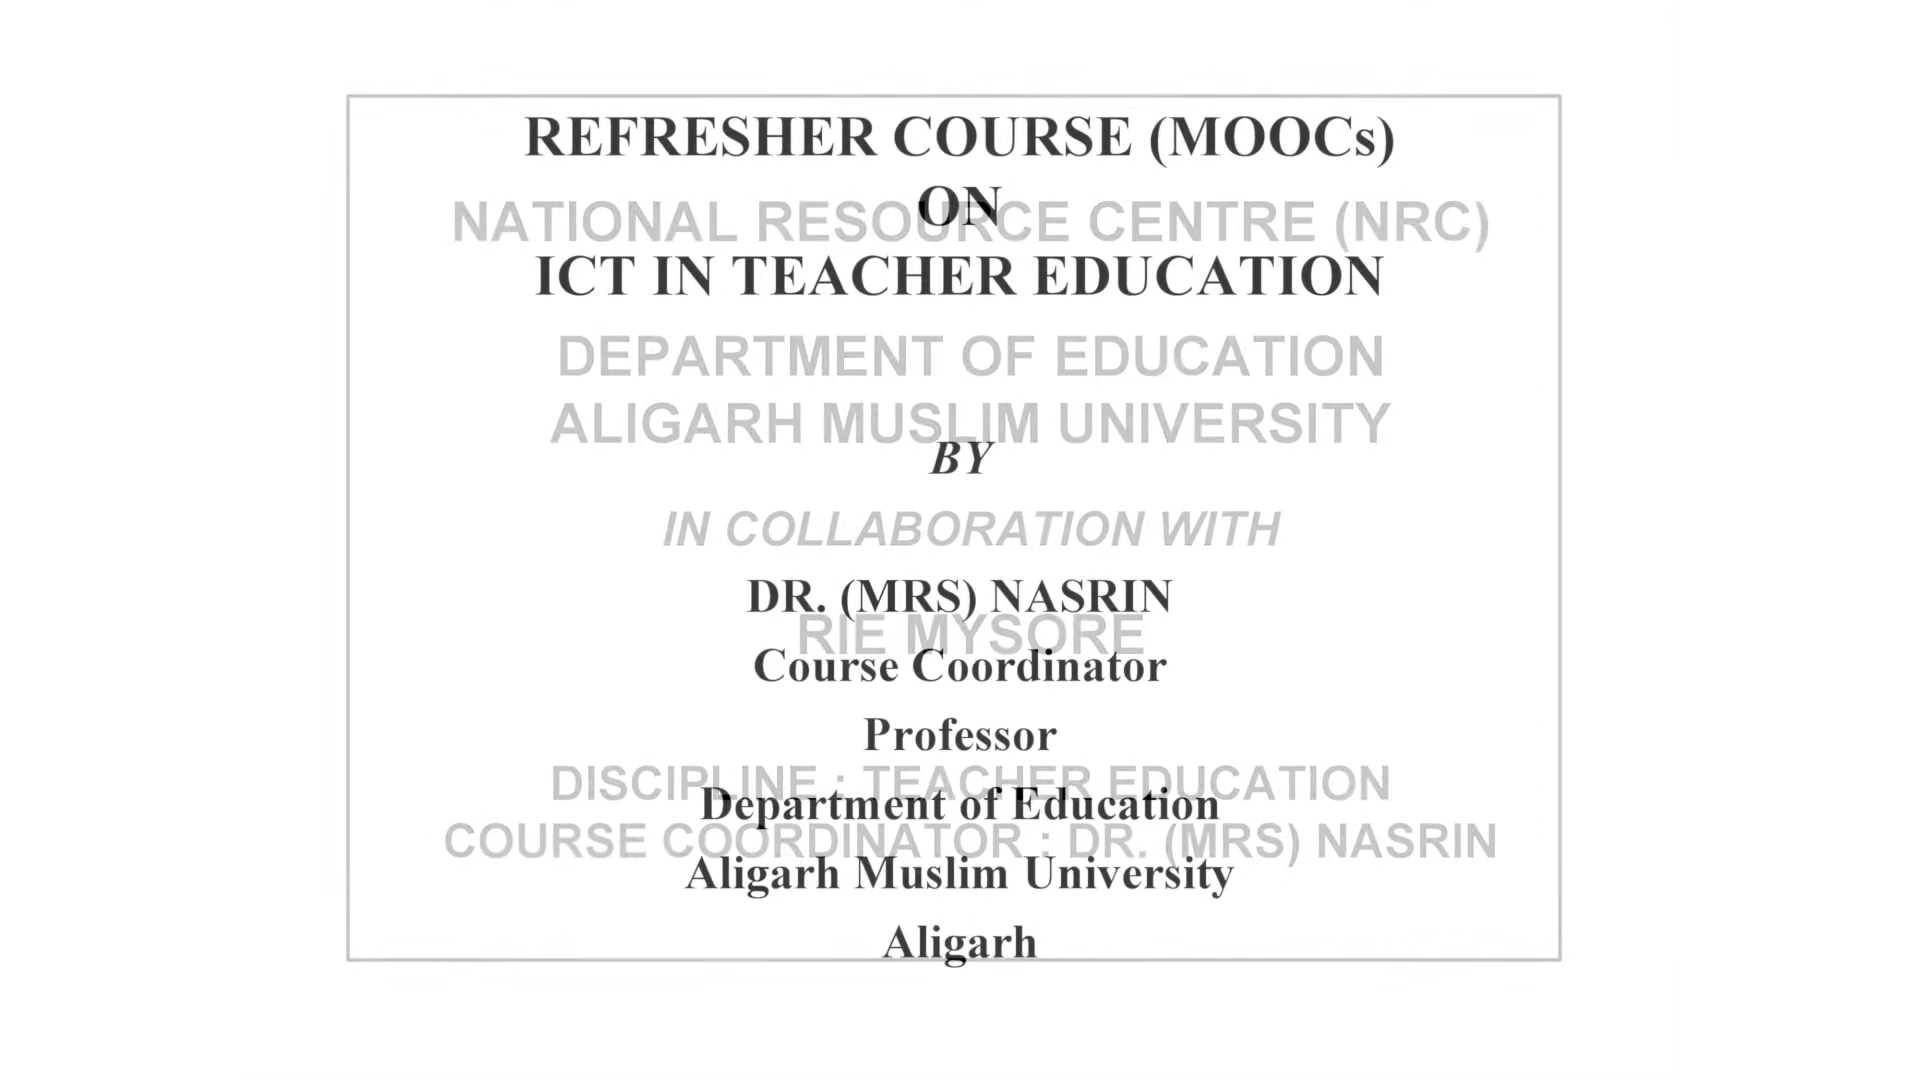 REFRESHER COURSE (MOOCs)
ON
NATIONAL RESOURCE CENTRE (NRC)
ICT IN TEACHER EDUCATION
DEPARTMENT OF EDUCATION
ALIGARH MUSLIM UNIVERSITY
BY
IN COLLABORATION WITH
DR. (MRS) NASRIN
RIE MYSORE
Course Coordinator
Professor
DISCIPLINE : TEACHER EDUCATION
Department of Education
COURSE COORDINATOR : DR. (MRS) NASRIN
Aligarh Muslim University
Aligarh